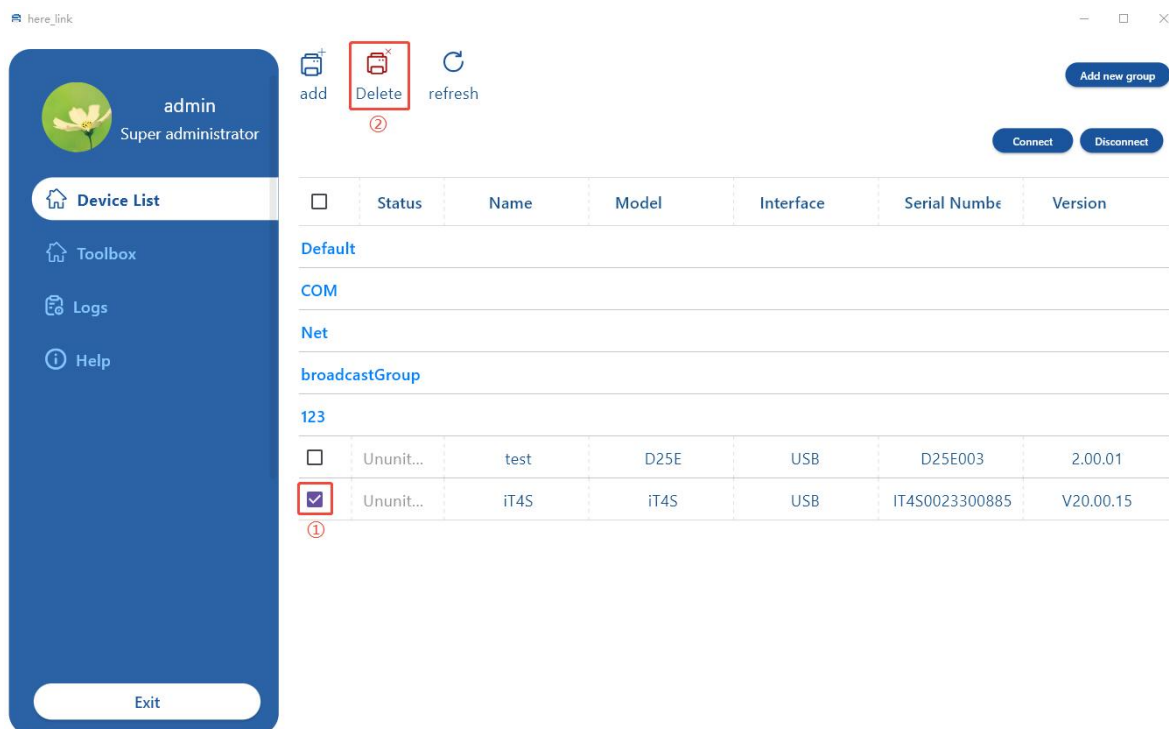 here_link
admin
Super administrator
Device List
Toolbox
Logs
Help
Exit
add Delete refresh
②
Add new group
Connect Disconnect
Status Name Model Interface Serial Numbe Version
Default
COM
Net
broadcastGroup
123
Ununit... test D25E USB D25E003 2.00.01
Ununit... iT4S iT4S USB IT4S0023300885 V20.00.15
①